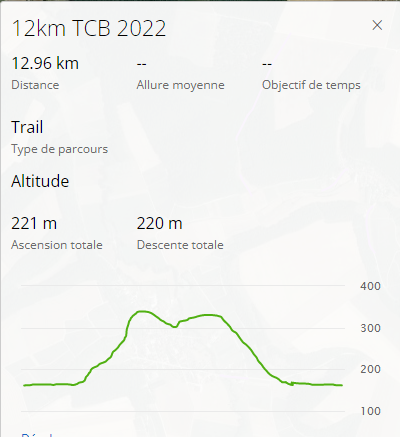 12km TCB 2022
12.96 km -- --
Distance Allure moyenne Objectif de temps
Trail
Type de parcours
Altitude
221 m 220 m
Ascension totale Descente totale
400
300
200
100